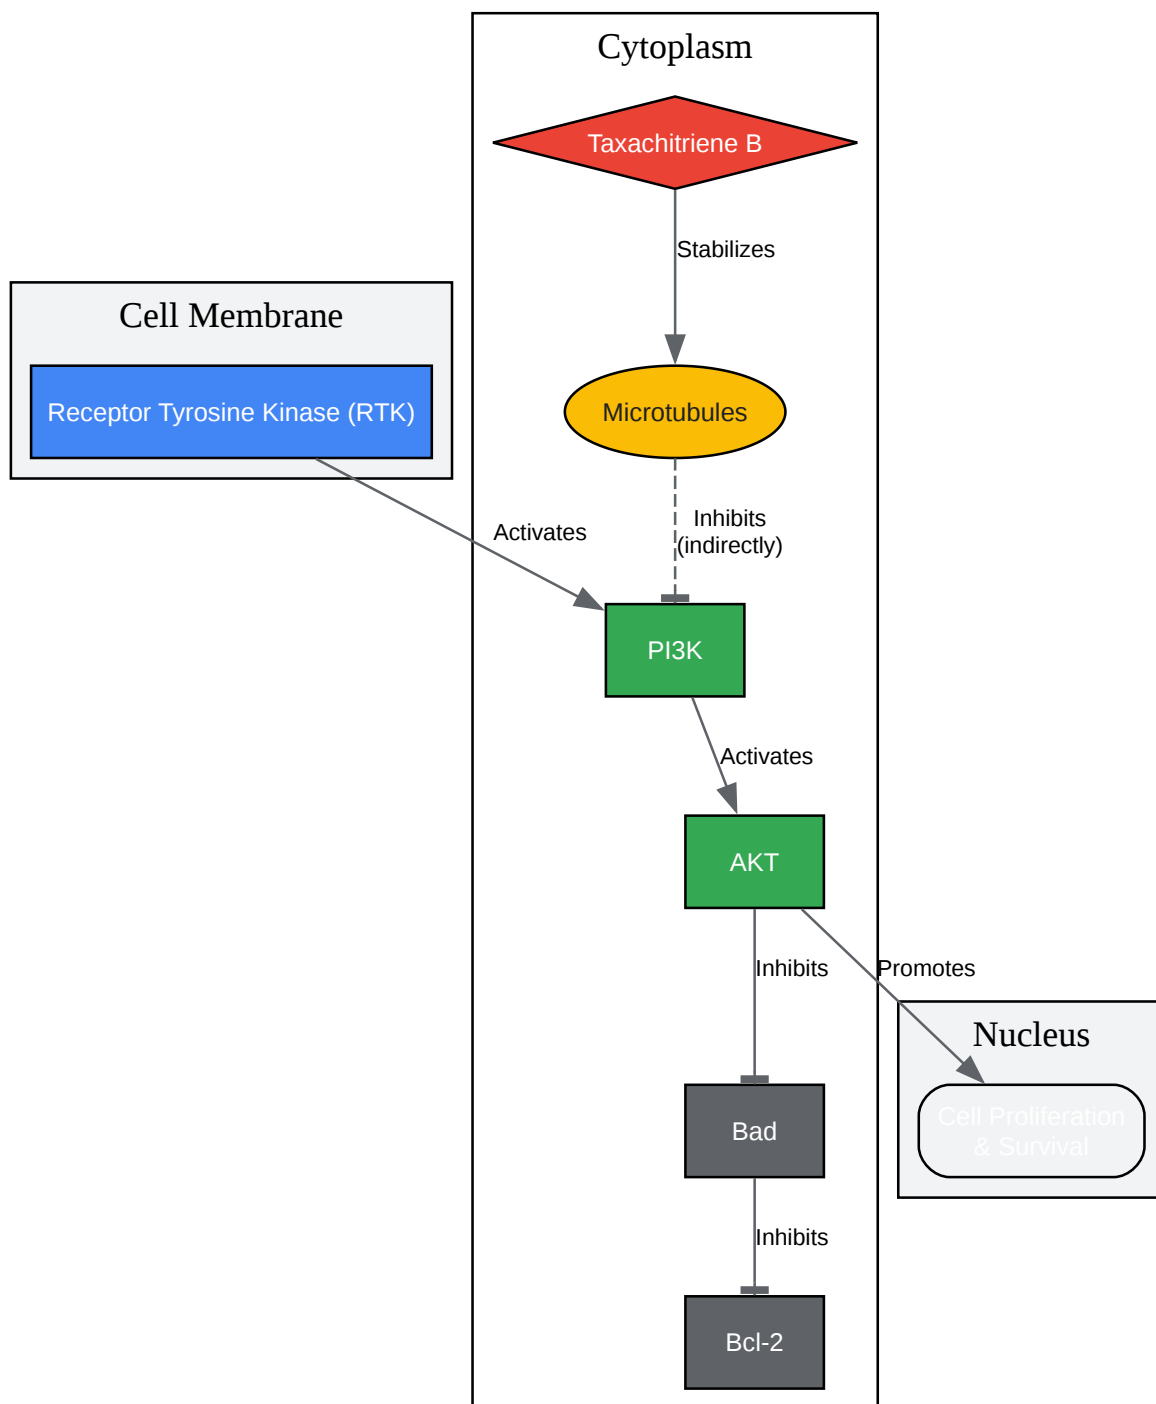 Cytoplasm
Taxachitriene B
Stabilizes
Cell Membrane
Receptor Tyrosine Kinase (RTK)
Microtubules
Inhibits
(indirectly)
Activates
PI3K
Activates
AKT
Inhibits
Promotes
Nucleus
Cell Proliferation
& Survival
Bad
Inhibits
Bcl-2